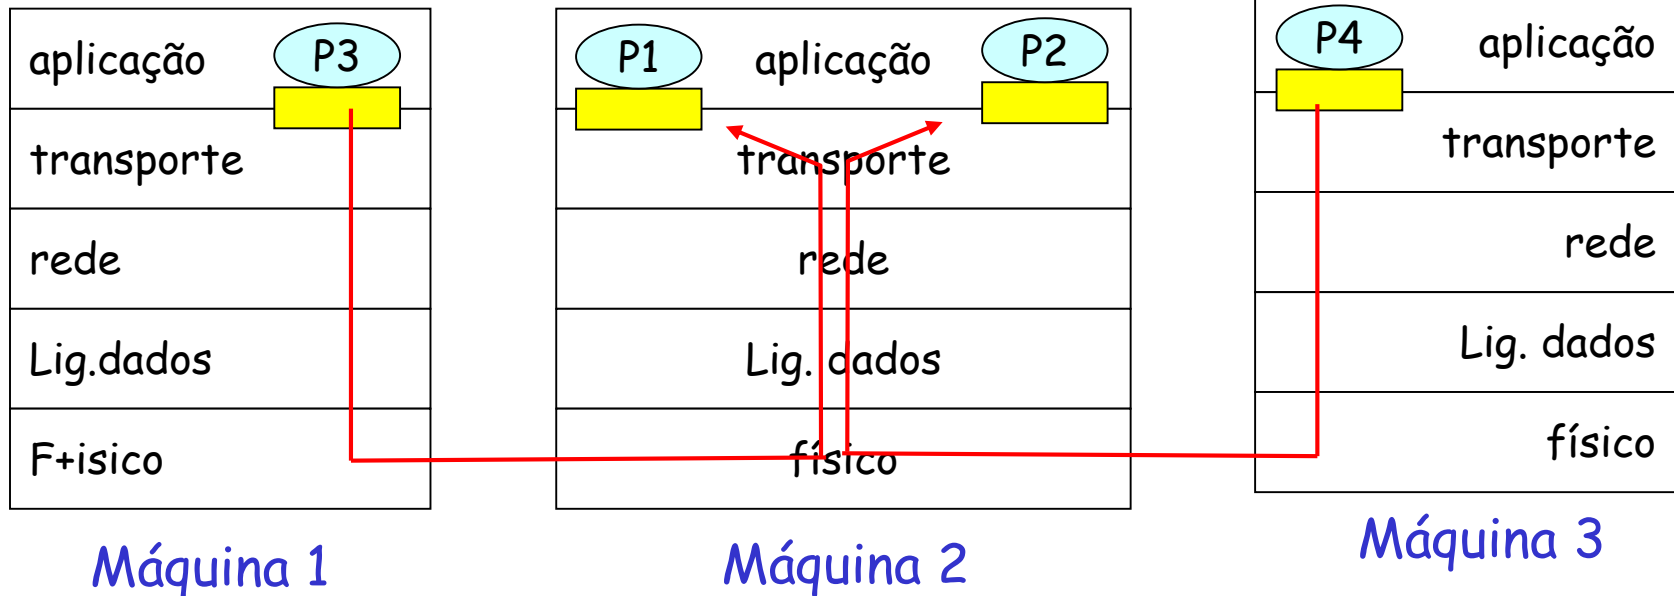 aplicação
P3
transporte
rede
Lig.dados
F+isico
Máquina 1
P1
aplicação
P2
transporte
rede
Lig. dados
físico
Máquina 2
P4
aplicação
transporte
rede
Lig. dados
físico
Máquina 3